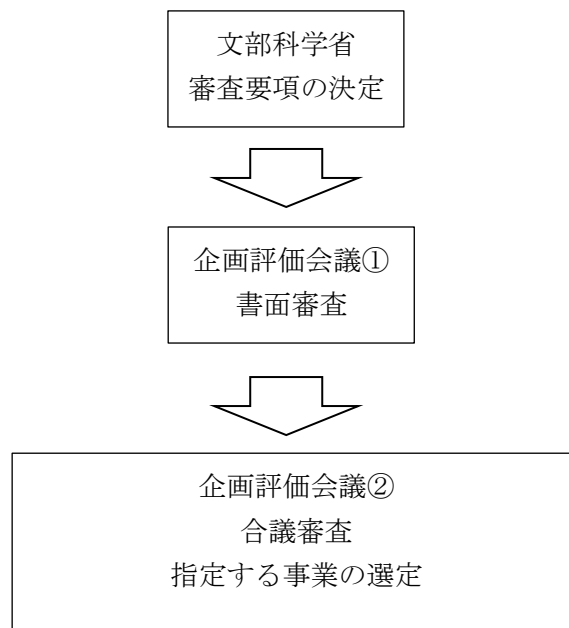 文部科学省
審査要項の決定
企画評価会議①
書面審査
企画評価会議②
合議審査
指定する事業の選定